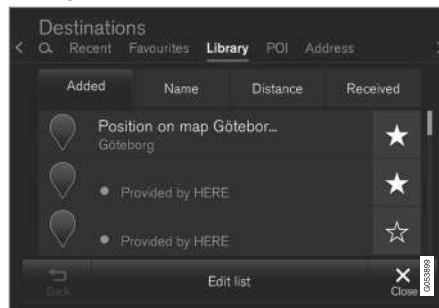 Destinations
Recent Favourites Library POI Address
Added Name Distance Received
Position on map Götebor...
Göteborg
Provided by HERE
Provided by HERE
Back Edit list Close
G053899